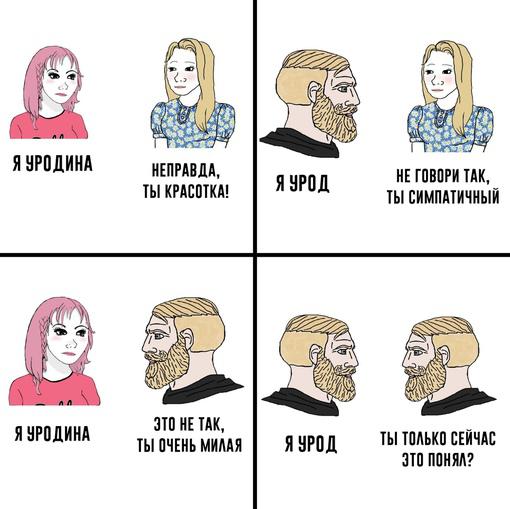 Я УРОДИНА
НЕПРАВДА,
ТЫ КРАСОТКА!
Я УРОД
НЕ ГОВОРИ ТАК,
ТЫ СИМПАТИЧНЫЙ
Я УРОДИНА
ЭТО НЕ ТАК,
ТЫ ОЧЕНЬ МИЛАЯ
Я УРОД
ТЫ ТОЛЬКО СЕЙЧАС
ЭТО ПОНЯЛ?